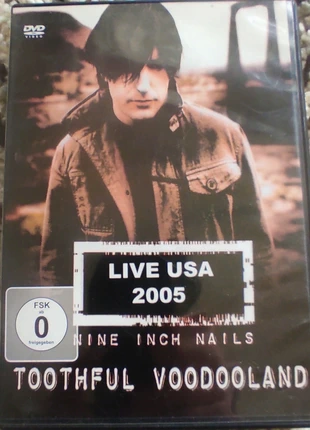 DVD
VIDEO
LIVE USA
2005
FSK
ab
0
freigegeben
NINE INCH NAILS
TOOTHFUL VOODOOLAND